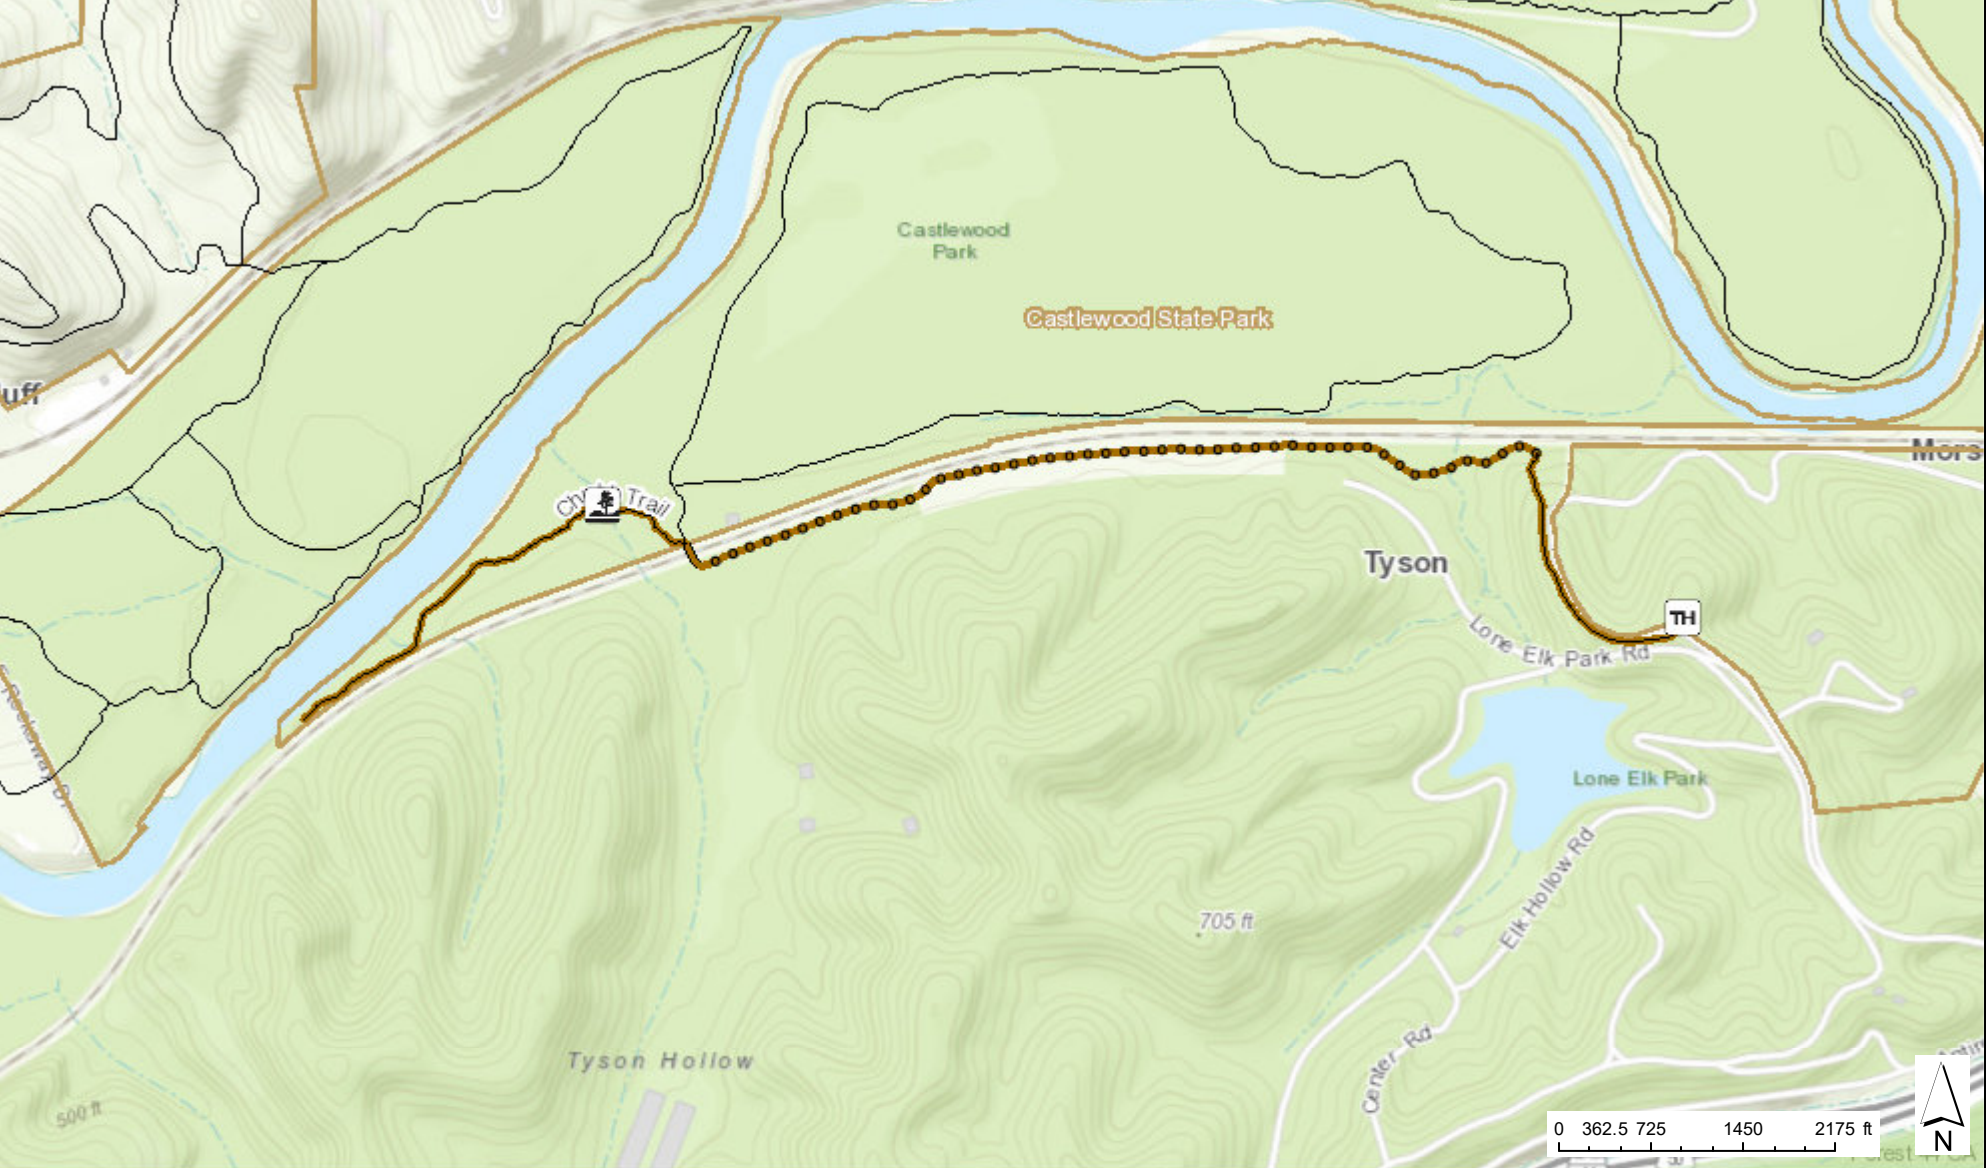 Castlewood
Park
Castlewood State Park
uff
Mors
Trail
Tyson
TH
Lone Elk Park Rd
Lone Elk Park
Elk Hollow Rd
705 ft
Center Rd
Tyson Hollow
500 ft
0 362.5 725 1450 2175 ft
N